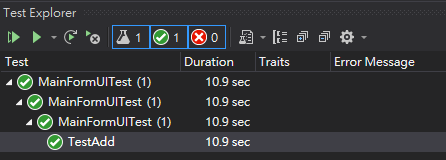 Test Explorer
1 1 0
Test Duration Traits Error Message
MainFormUITest (1) 10.9 sec
MainFormUITest (1) 10.9 sec
MainFormUITest (1) 10.9 sec
TestAdd 10.9 sec